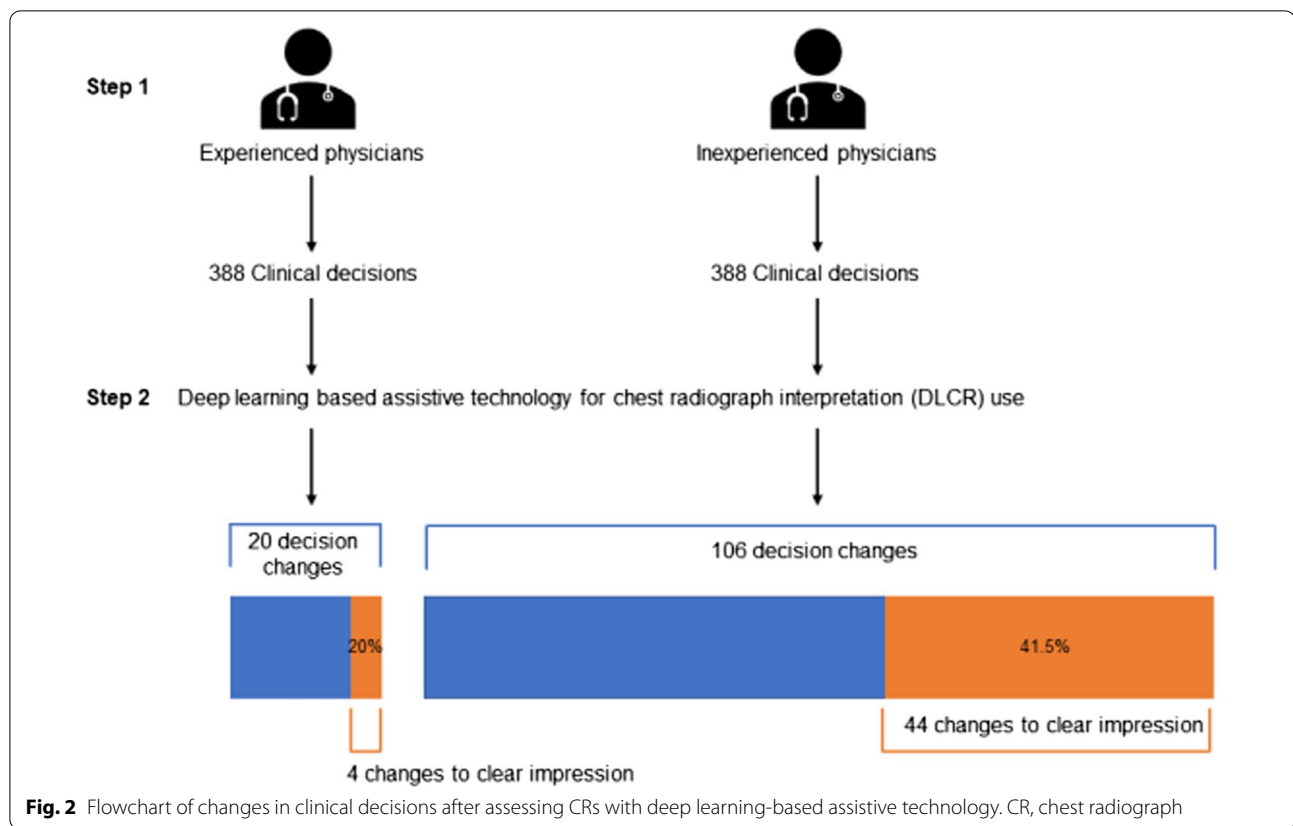 Step 1
Experienced physicians
Inexperienced physicians
388 Clinical decisions
388 Clinical decisions
Step 2 Deep learning based assistive technology for chest radiograph interpretation (DLCR) use
20 decision
changes
106 decision changes
20%
41.5%
44 changes to clear impression
4 changes to clear impression
Fig. 2 Flowchart of changes in clinical decisions after assessing CRs with deep learning-based assistive technology. CR, chest radiograph